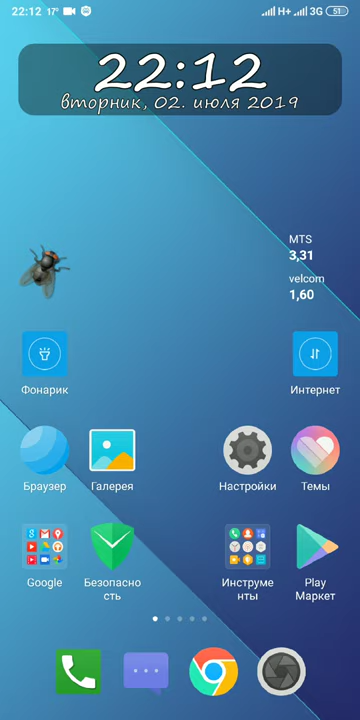 22:12 17° H+ 3G 51
22:12
вторник, 02. июля 2019
MTS
3,31
velcom
1,60
Фонарик
Интернет
Браузер
Галерея
Настройки
Темы
Google
Безопасно
сть
Инструме
нты
Play
Маркет